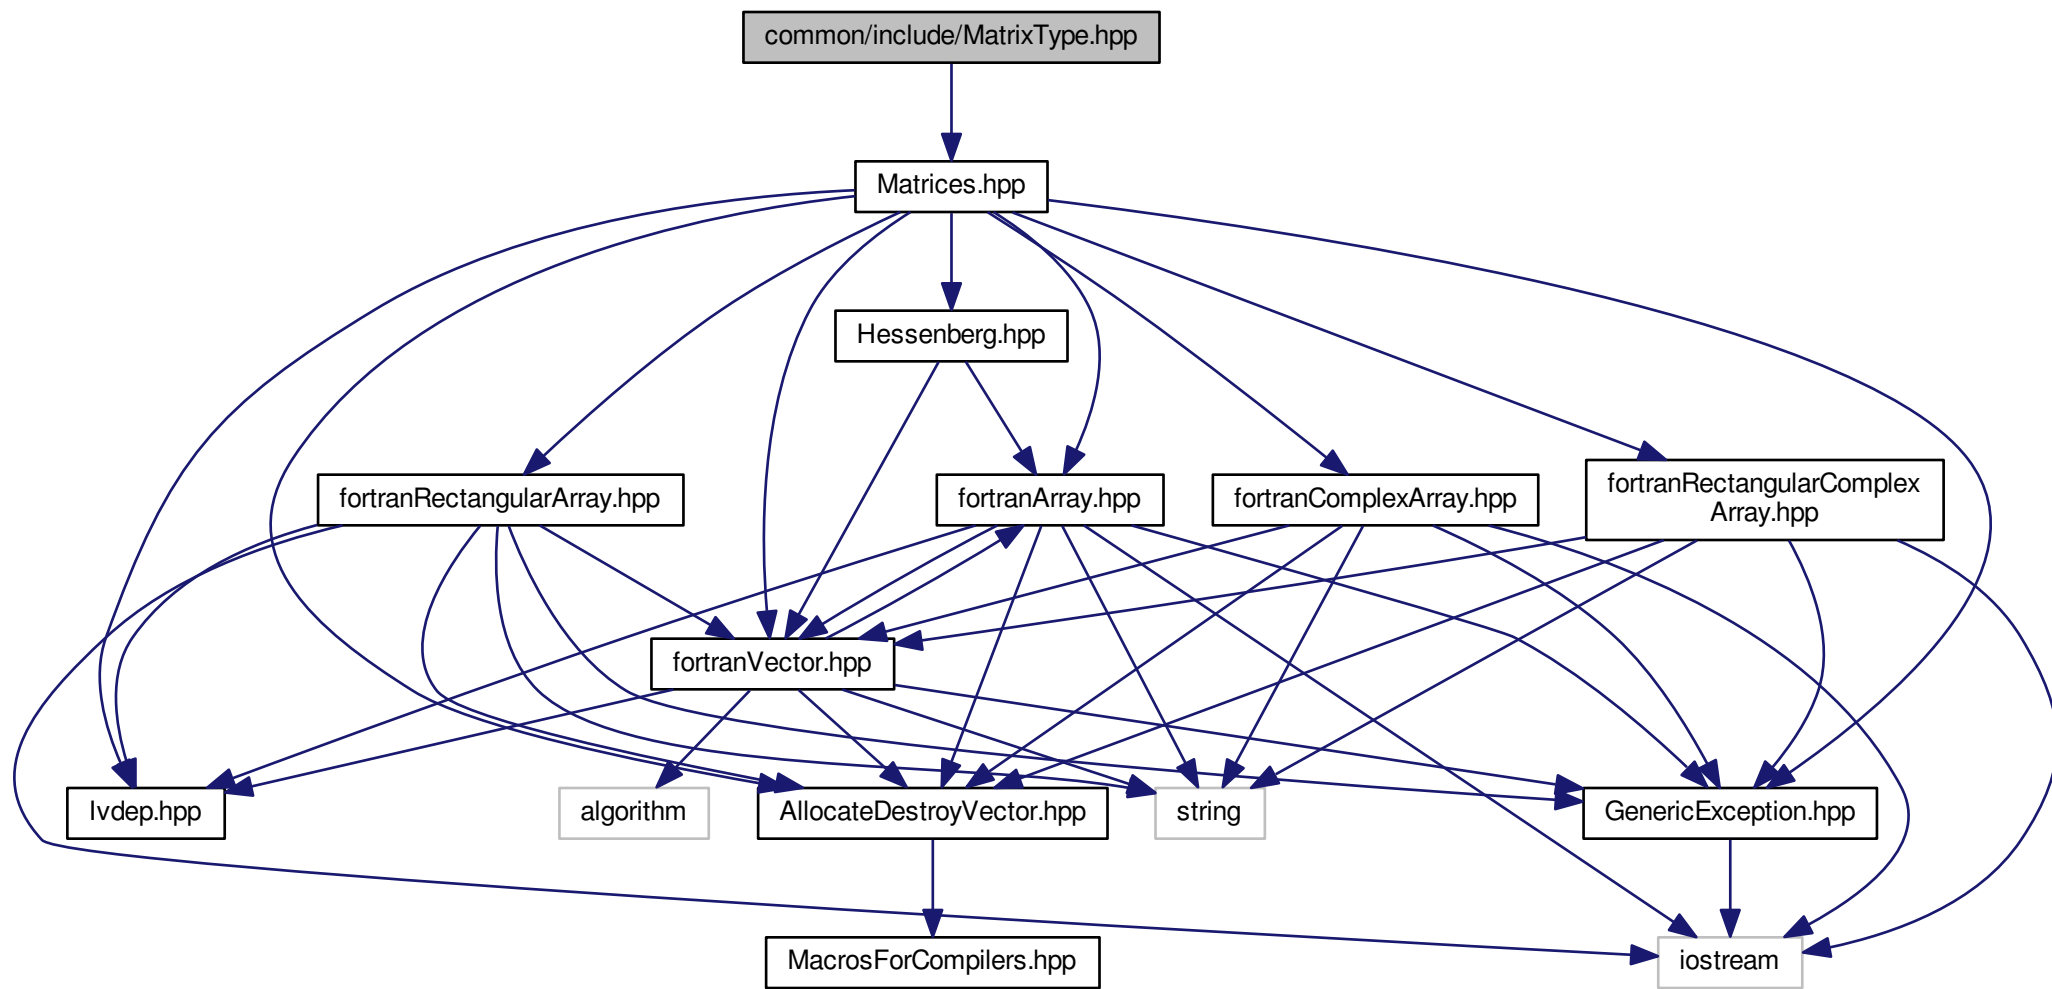 common/include/MatrixType.hpp
Matrices.hpp
Hessenberg.hpp
fortranRectangularArray.hpp
fortranArray.hpp
fortranComplexArray.hpp
fortranRectangularComplex
Array.hpp
fortranVector.hpp
Ivdep.hpp
algorithm
AllocateDestroyVector.hpp
string
GenericException.hpp
MacrosForCompilers.hpp
iostream